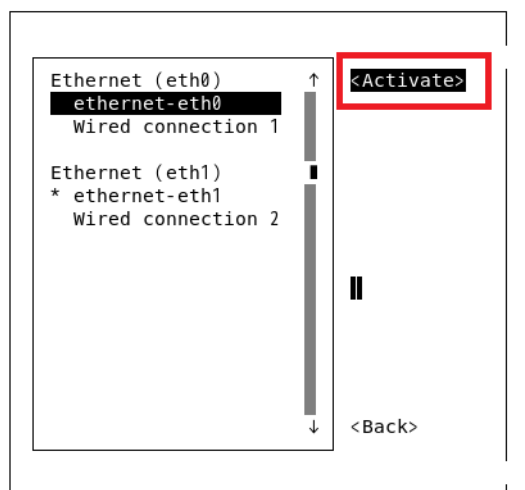 Ethernet (eth0) ↑ <Activate>
ethernet-eth0
Wired connection 1
Ethernet (eth1)
* ethernet-eth1
Wired connection 2
↓ <Back>